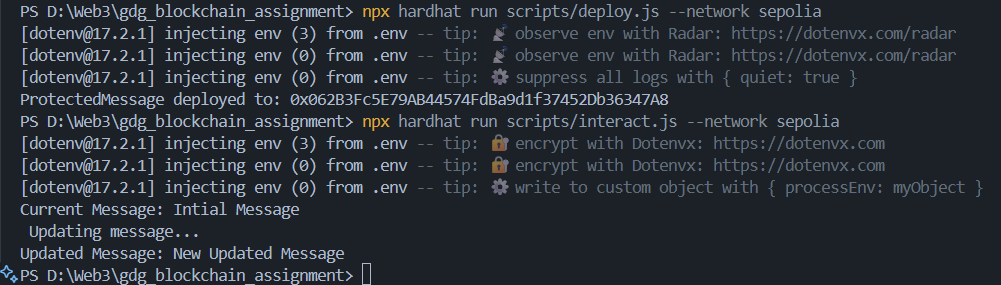 PS D:\Web3\gdg_blockchain_assignment> npx hardhat run scripts/deploy.js --network sepolia
[dotenv@17.2.1] injecting env (3) from .env -- tip: 📡 observe env with Radar: https://dotenvx.com/radar
[dotenv@17.2.1] injecting env (0) from .env -- tip: 📡 observe env with Radar: https://dotenvx.com/radar
[dotenv@17.2.1] injecting env (0) from .env -- tip: ⚙️ suppress all logs with { quiet: true }
ProtectedMessage deployed to: 0x062B3Fc5E79AB44574FdBa9d1f37452Db36347A8
PS D:\Web3\gdg_blockchain_assignment> npx hardhat run scripts/interact.js --network sepolia
[dotenv@17.2.1] injecting env (3) from .env -- tip: 🔐 encrypt with Dotenvx: https://dotenvx.com
[dotenv@17.2.1] injecting env (0) from .env -- tip: 🔐 encrypt with Dotenvx: https://dotenvx.com
[dotenv@17.2.1] injecting env (0) from .env -- tip: ⚙️ write to custom object with { processEnv: myObject }
Current Message: Intial Message
 Updating message...
Updated Message: New Updated Message
PS D:\Web3\gdg_blockchain_assignment>